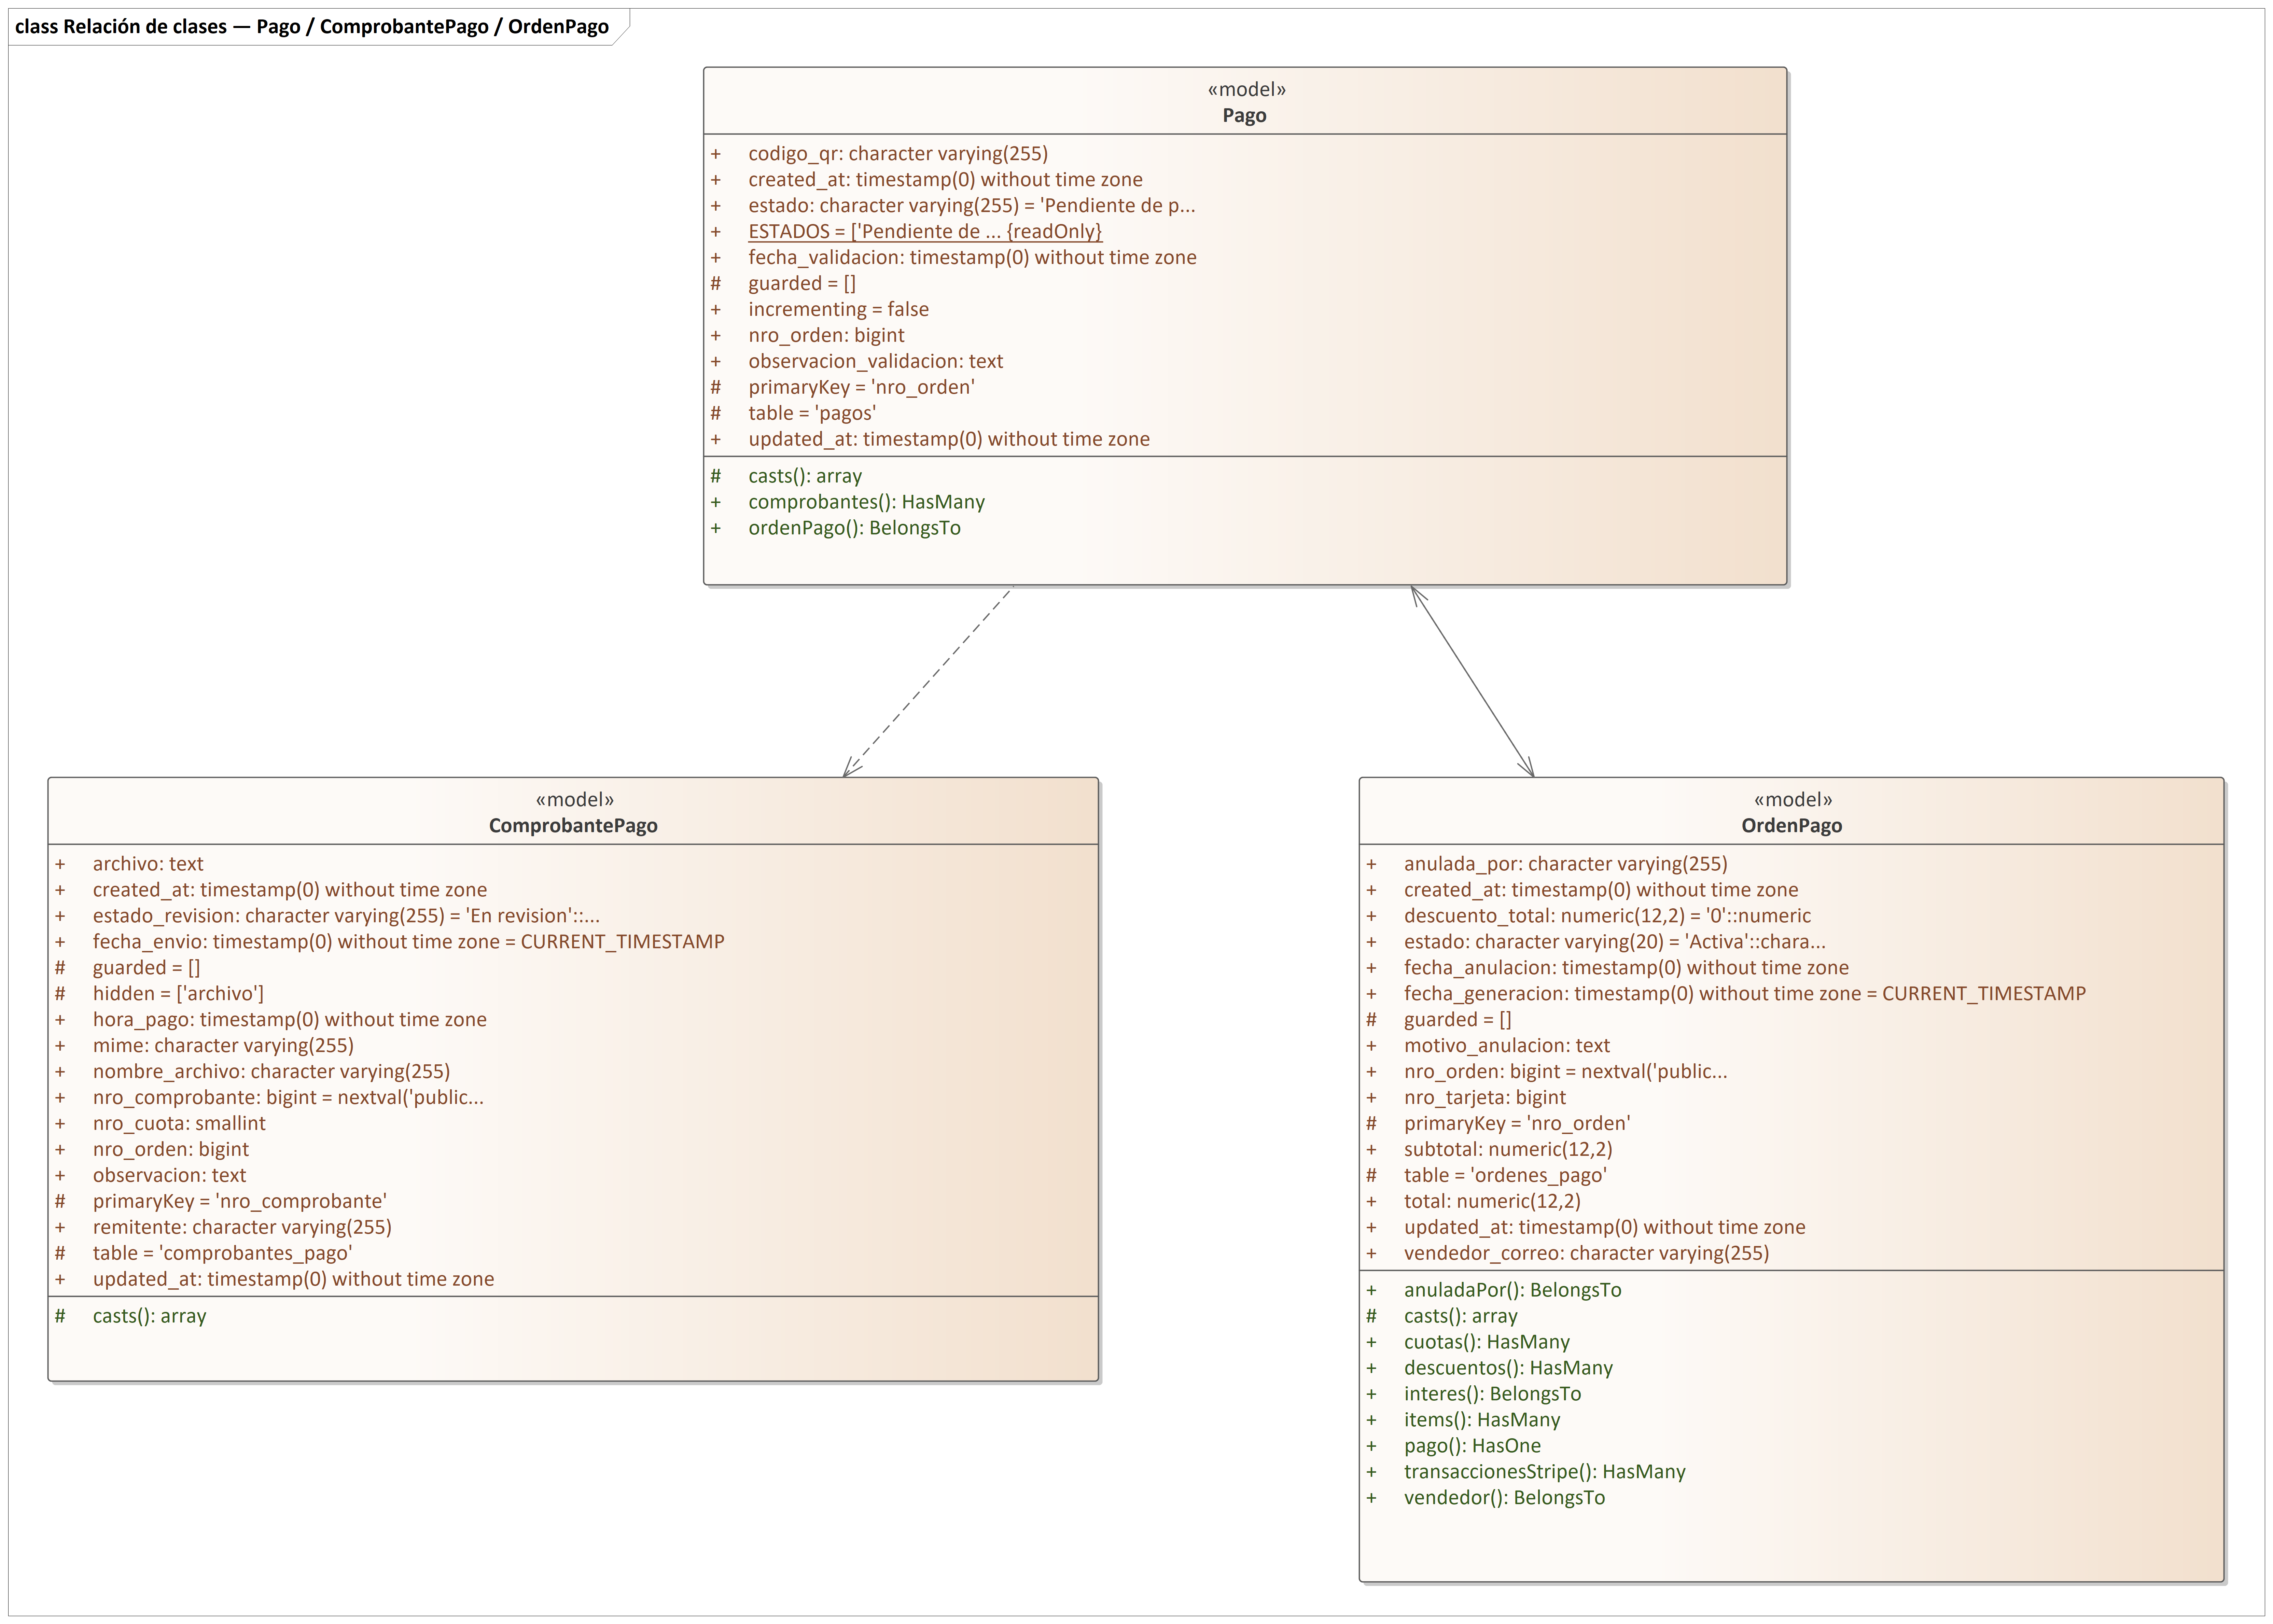 class Relación de clases — Pago / ComprobantePago / OrdenPago
«model»
Pago
+ codigo_qr: character varying(255)
+ created_at: timestamp(0) without time zone
+ estado: character varying(255) = 'Pendiente de p...
+ ESTADOS = ['Pendiente de ... {readOnly}
+ fecha_validacion: timestamp(0) without time zone
# guarded = []
+ incrementing = false
+ nro_orden: bigint
+ observacion_validacion: text
# primaryKey = 'nro_orden'
# table = 'pagos'
+ updated_at: timestamp(0) without time zone
# casts(): array
+ comprobantes(): HasMany
+ ordenPago(): BelongsTo
«model»
ComprobantePago
+ archivo: text
+ created_at: timestamp(0) without time zone
+ estado_revision: character varying(255) = 'En revision'::...
+ fecha_envio: timestamp(0) without time zone = CURRENT_TIMESTAMP
# guarded = []
# hidden = ['archivo']
+ hora_pago: timestamp(0) without time zone
+ mime: character varying(255)
+ nombre_archivo: character varying(255)
+ nro_comprobante: bigint = nextval('public...
+ nro_cuota: smallint
+ nro_orden: bigint
+ observacion: text
# primaryKey = 'nro_comprobante'
+ remitente: character varying(255)
# table = 'comprobantes_pago'
+ updated_at: timestamp(0) without time zone
# casts(): array
«model»
OrdenPago
+ anulada_por: character varying(255)
+ created_at: timestamp(0) without time zone
+ descuento_total: numeric(12,2) = '0'::numeric
+ estado: character varying(20) = 'Activa'::chara...
+ fecha_anulacion: timestamp(0) without time zone
+ fecha_generacion: timestamp(0) without time zone = CURRENT_TIMESTAMP
# guarded = []
+ motivo_anulacion: text
+ nro_orden: bigint = nextval('public...
+ nro_tarjeta: bigint
# primaryKey = 'nro_orden'
+ subtotal: numeric(12,2)
# table = 'ordenes_pago'
+ total: numeric(12,2)
+ updated_at: timestamp(0) without time zone
+ vendedor_correo: character varying(255)
+ anuladaPor(): BelongsTo
# casts(): array
+ cuotas(): HasMany
+ descuentos(): HasMany
+ interes(): BelongsTo
+ items(): HasMany
+ pago(): HasOne
+ transaccionesStripe(): HasMany
+ vendedor(): BelongsTo